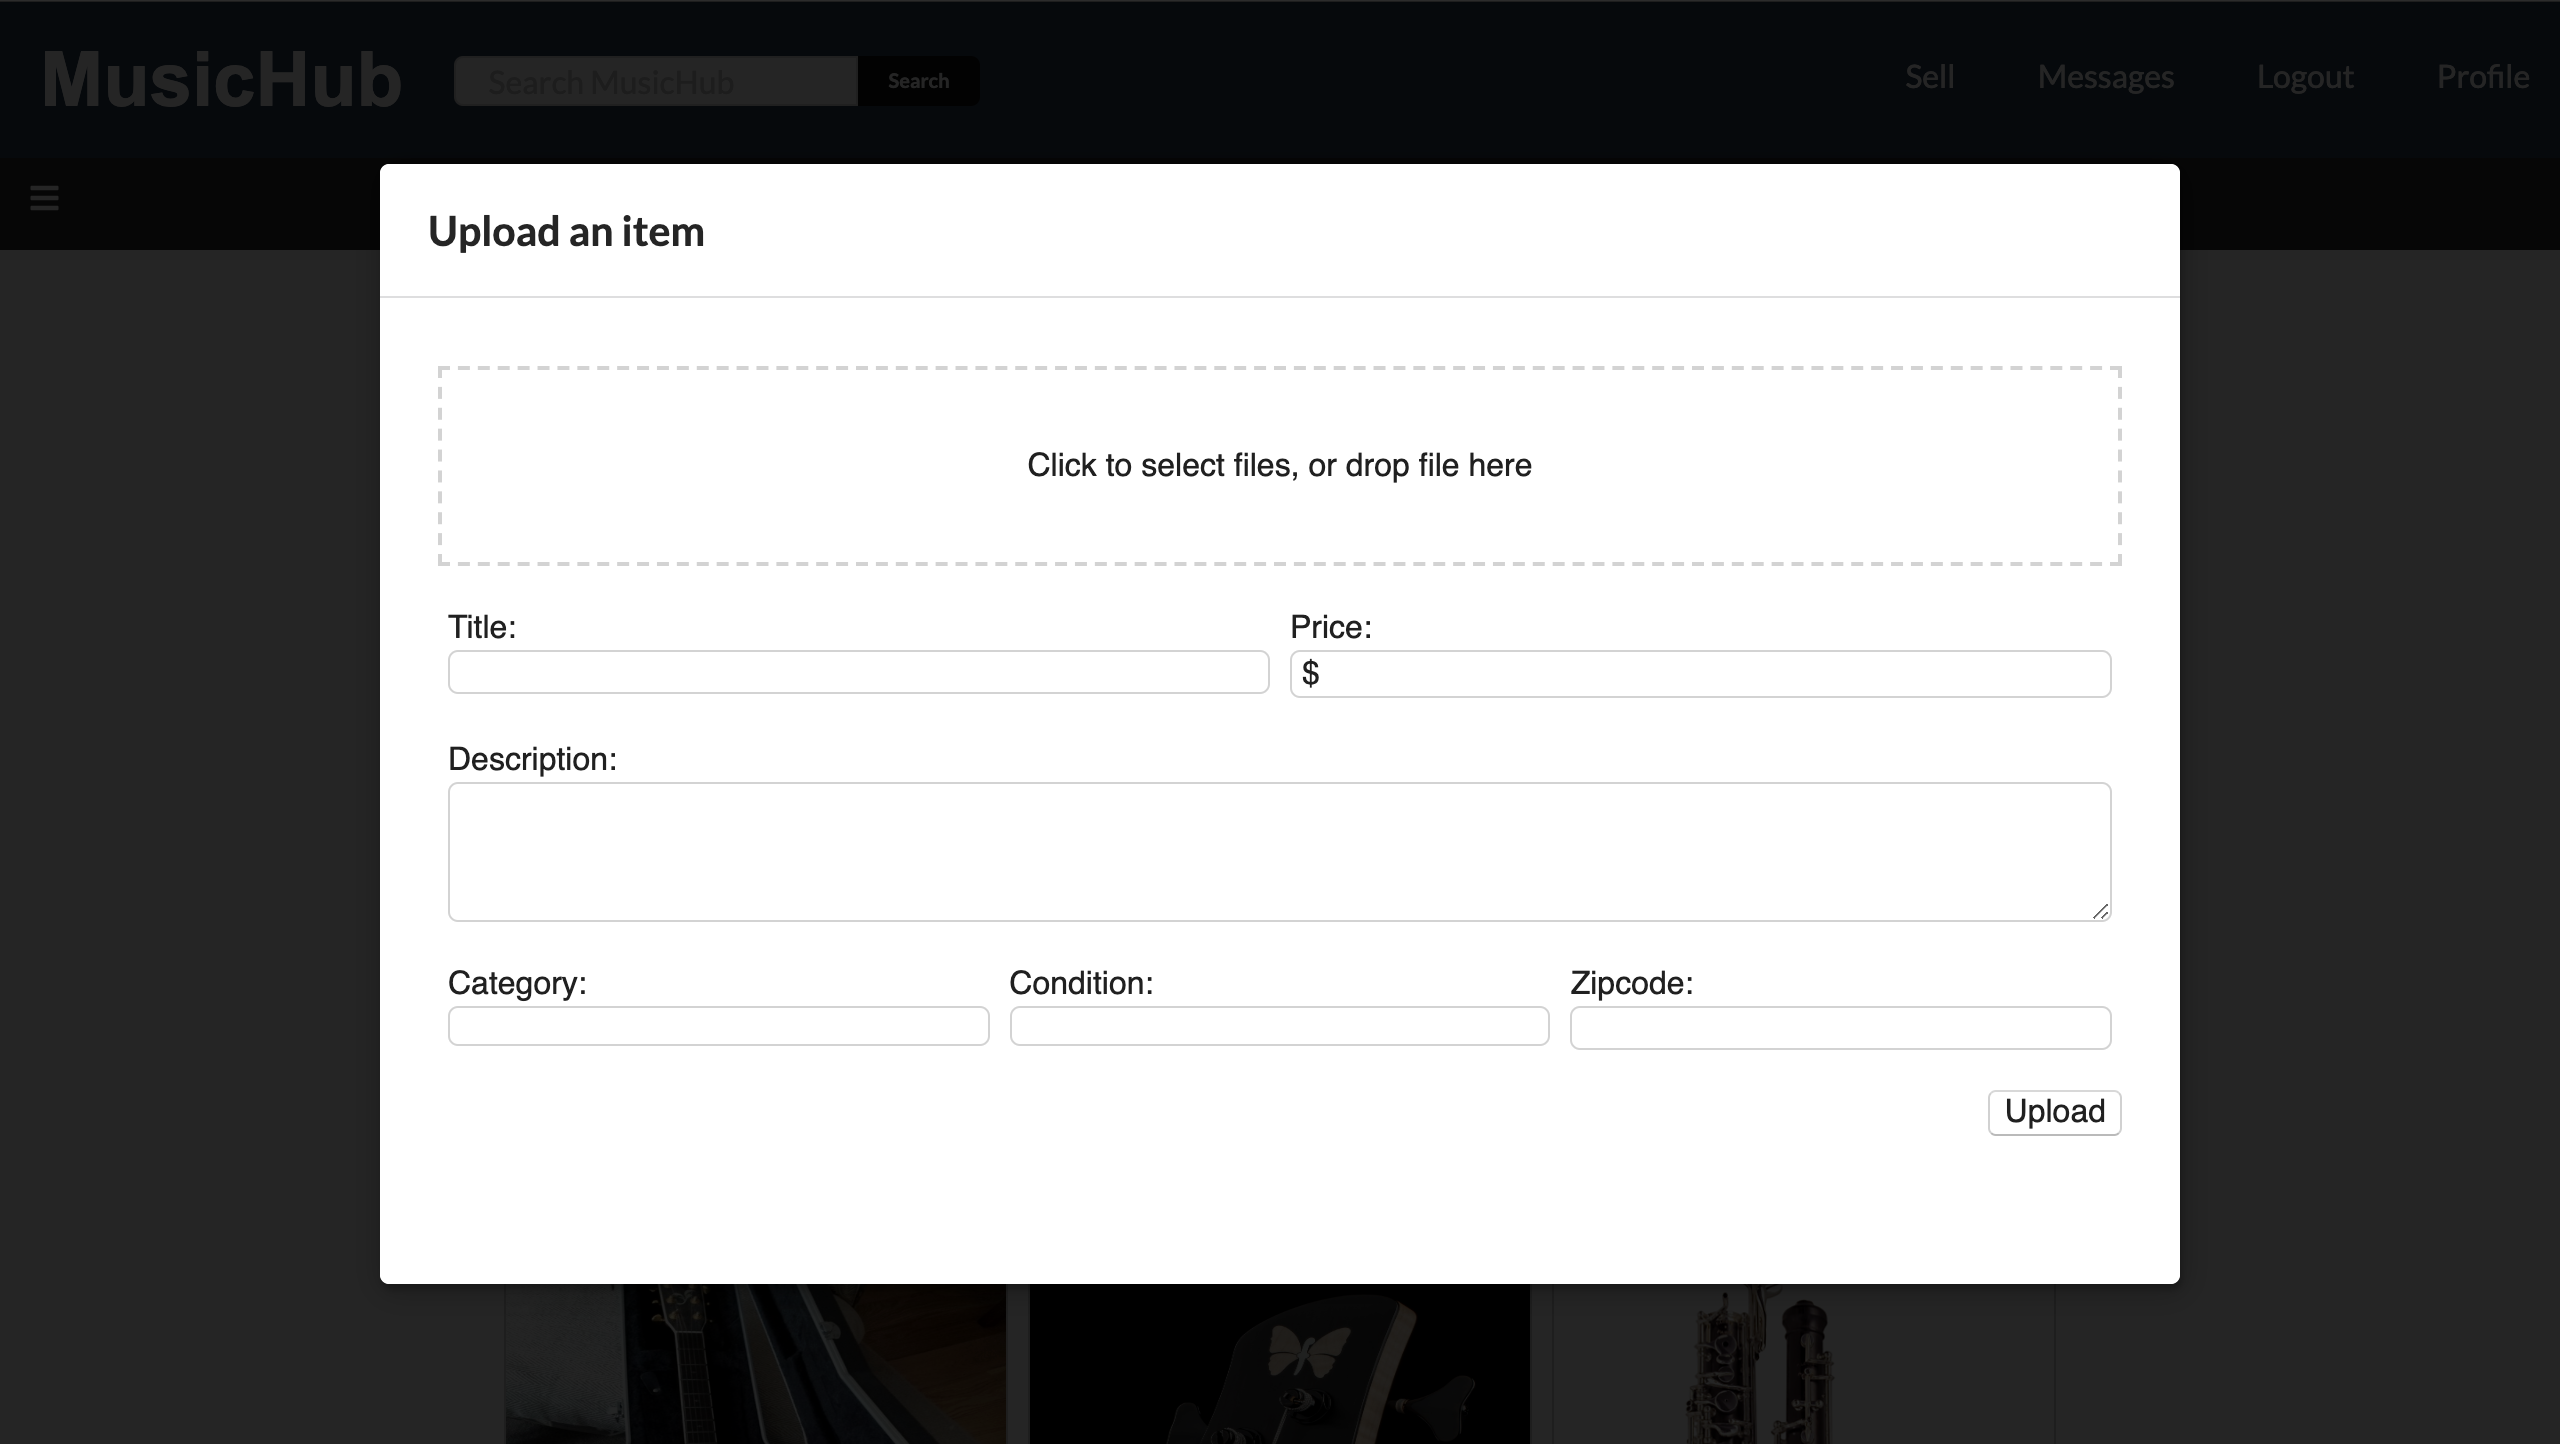 MusicHub
Search MusicHub
Search
Sell
Messages
Logout
Profile
Upload an item
Click to select files, or drop file here
Title:
Price:
$
Description:
Category:
Condition:
Zipcode:
Upload